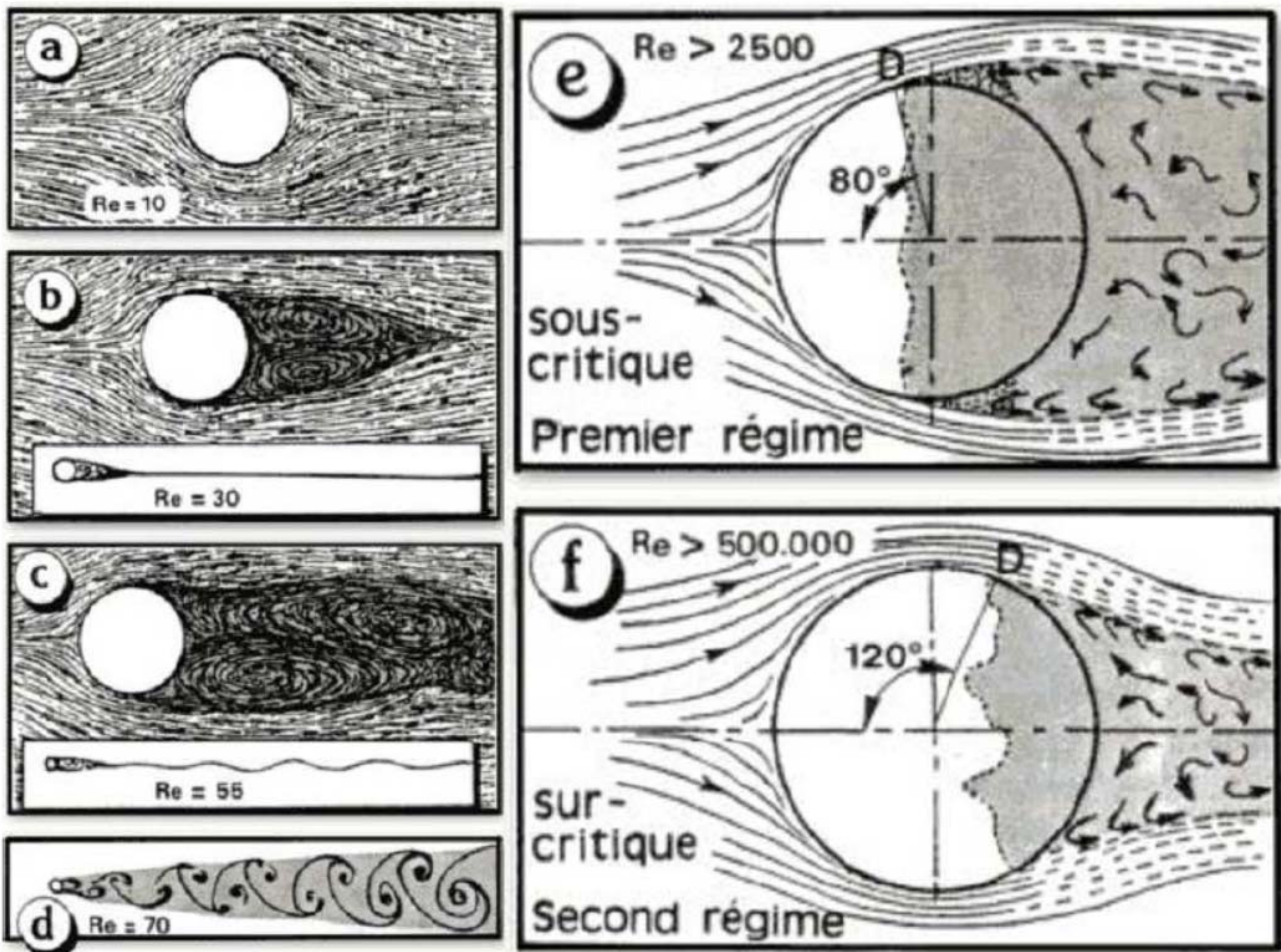 a
Re = 10
b
Re = 30
c
Re = 55
d
Re = 70
e
Re > 2500
D
80°
sous-
critique
Premier régime
f
Re > 500.000
D
120°
sur-
critique
Second régime